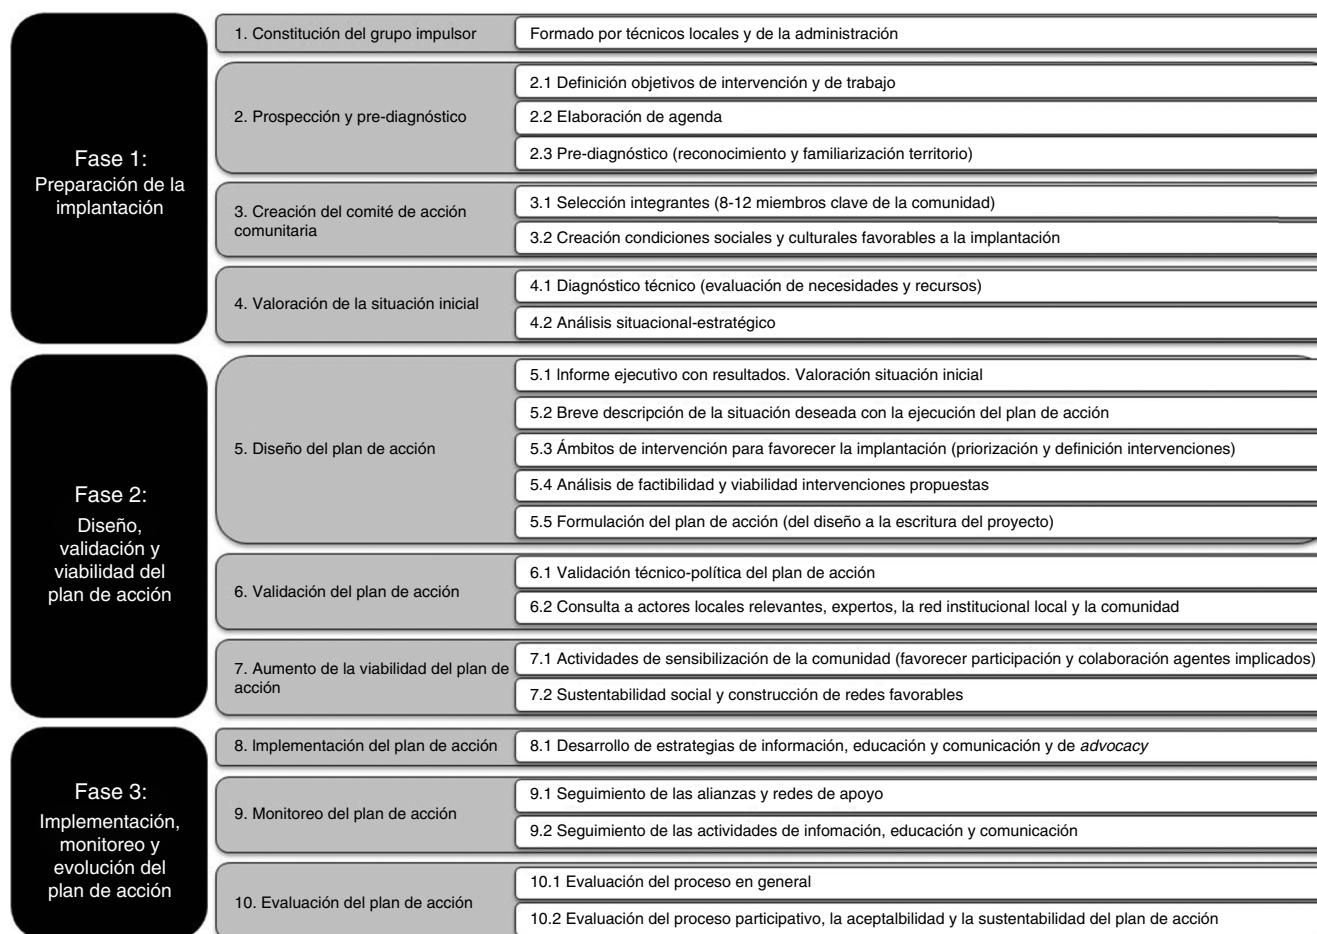 Fase 1:
Preparación de la
implantación
1. Constitución del grupo impulsor
Formado por técnicos locales y de la administración
2. Prospección y pre-diagnóstico
2.1 Definición objetivos de intervención y de trabajo
2.2 Elaboración de agenda
2.3 Pre-diagnóstico (reconocimiento y familiarización territorio)
3. Creación del comité de acción
comunitaria
3.1 Selección integrantes (8-12 miembros clave de la comunidad)
3.2 Creación condiciones sociales y culturales favorables a la implantación
4. Valoración de la situación inicial
4.1 Diagnóstico técnico (evaluación de necesidades y recursos)
4.2 Análisis situacional-estratégico
Fase 2:
Diseño,
validación y
viabilidad del
plan de acción
5. Diseño del plan de acción
5.1 Informe ejecutivo con resultados. Valoración situación inicial
5.2 Breve descripción de la situación deseada con la ejecución del plan de acción
5.3 Ámbitos de intervención para favorecer la implantación (priorización y definición intervenciones)
5.4 Análisis de factibilidad y viabilidad intervenciones propuestas
5.5 Formulación del plan de acción (del diseño a la escritura del proyecto)
6. Validación del plan de acción
6.1 Validación técnico-política del plan de acción
6.2 Consulta a actores locales relevantes, expertos, la red institucional local y la comunidad
7. Aumento de la viabilidad del plan de
acción
7.1 Actividades de sensibilización de la comunidad (favorecer participación y colaboración agentes implicados)
7.2 Sustentabilidad social y construcción de redes favorables
Fase 3:
Implementación,
monitoreo y
evolución del
plan de acción
8. Implementación del plan de acción
8.1 Desarrollo de estrategias de información, educación y comunicación y de advocacy
9. Monitoreo del plan de acción
9.1 Seguimiento de las alianzas y redes de apoyo
9.2 Seguimiento de las actividades de infomación, educación y comunicación
10. Evaluación del plan de acción
10.1 Evaluación del proceso en general
10.2 Evaluación del proceso participativo, la aceptalbilidad y la sustentabilidad del plan de acción